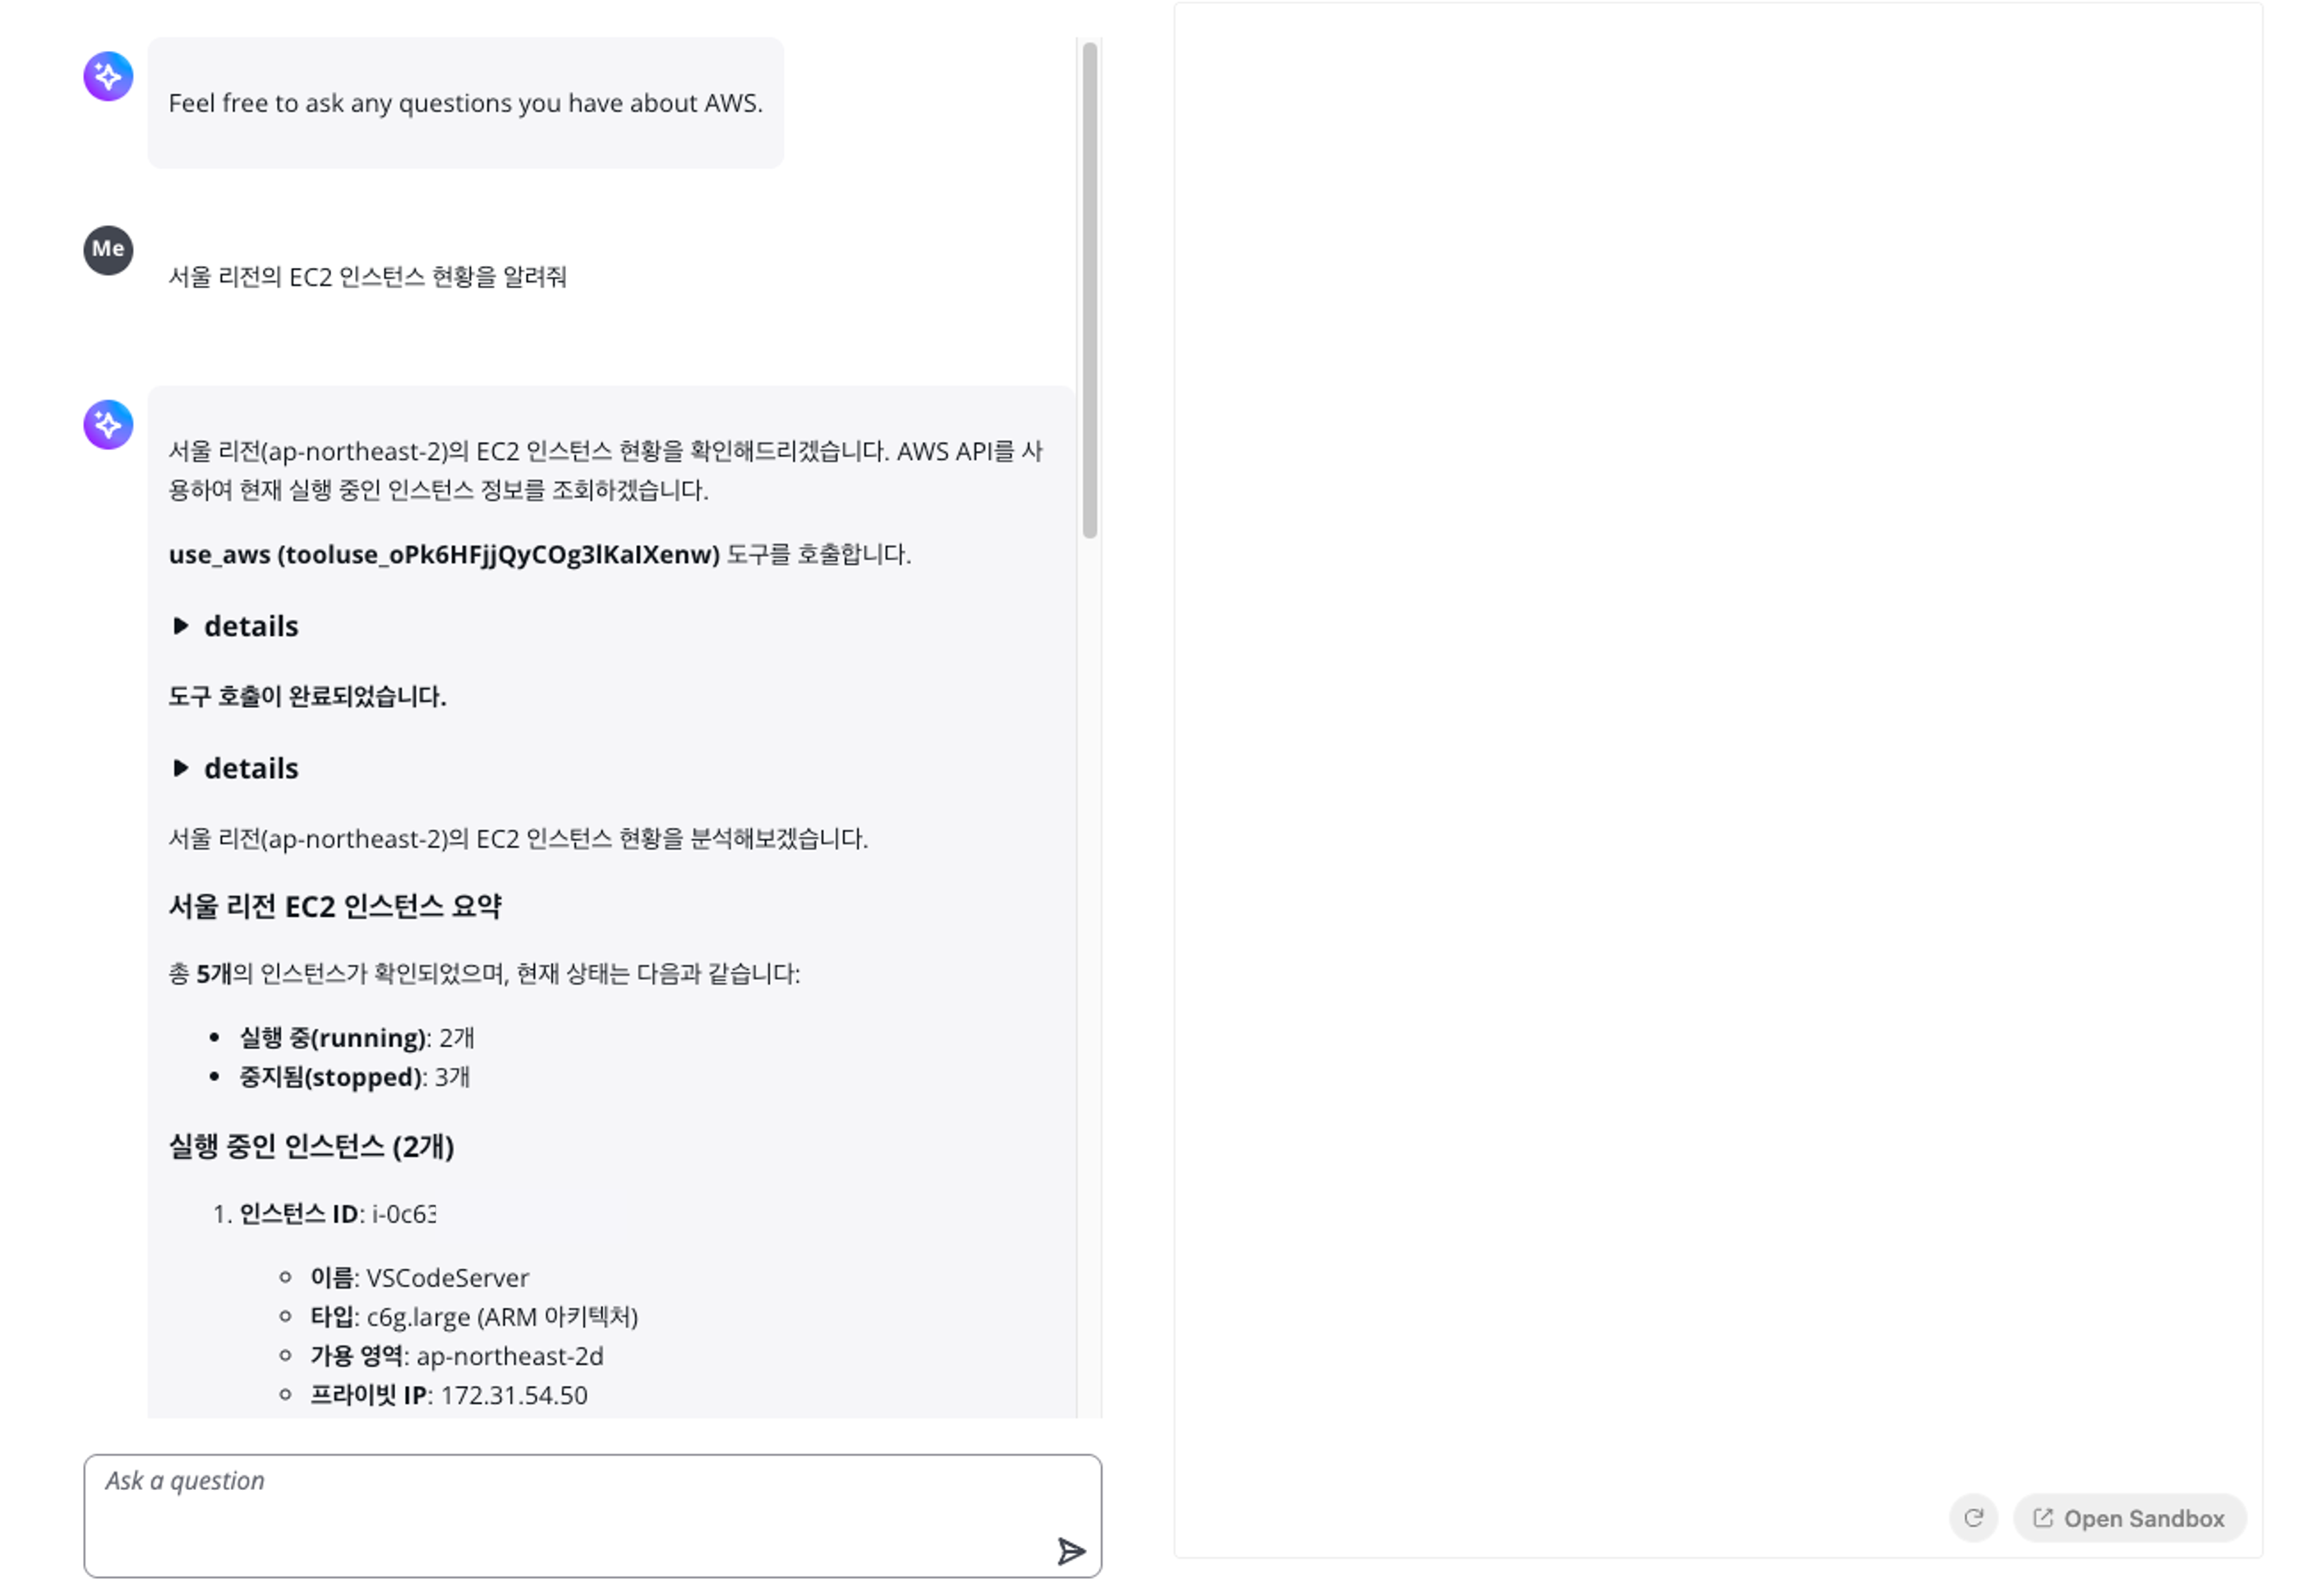 Feel free to ask any questions you have about AWS.
Me
서울 리전의 EC2 인스턴스 현황을 알려줘
서울 리전(ap-northeast-2)의 EC2 인스턴스 현황을 확인해드리겠습니다. AWS API를 사
용하여 현재 실행 중인 인스턴스 정보를 조회하겠습니다.
use_aws (tooluse_oPk6HFjjQyCOg3lKaIXenw) 도구를 호출합니다.
▶ details
도구 호출이 완료되었습니다.
▶ details
서울 리전(ap-northeast-2)의 EC2 인스턴스 현황을 분석해보겠습니다.
서울 리전 EC2 인스턴스 요약
총 5개의 인스턴스가 확인되었으며, 현재 상태는 다음과 같습니다:
• 실행 중(running): 2개
• 중지됨(stopped): 3개
실행 중인 인스턴스 (2개)
1. 인스턴스 ID: i-0c63
◦ 이름: VSCodeServer
◦ 타입: c6g.large (ARM 아키텍처)
◦ 가용 영역: ap-northeast-2d
◦ 프라이빗 IP: 172.31.54.50
Ask a question
Open Sandbox